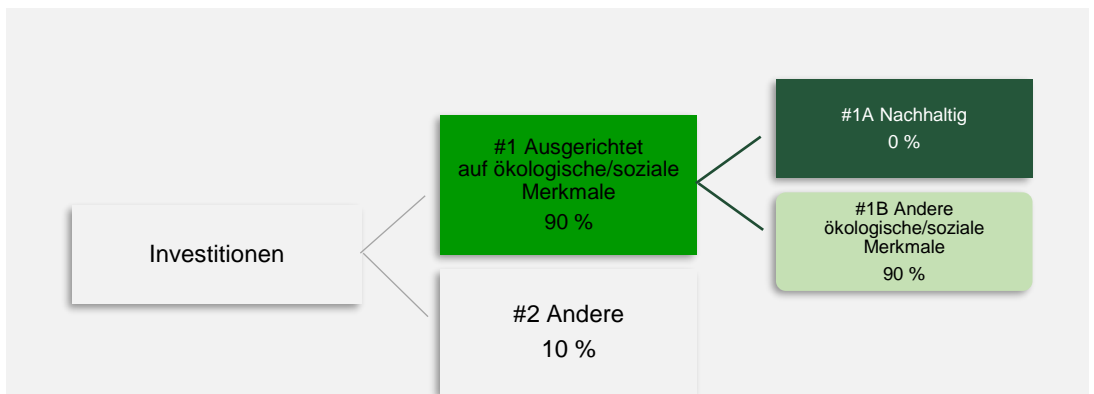 Investitionen
#1 Ausgerichtet
auf ökologische/soziale
Merkmale
90 %
#2 Andere
10 %
#1A Nachhaltig
0 %
#1B Andere
ökologische/soziale
Merkmale
90 %